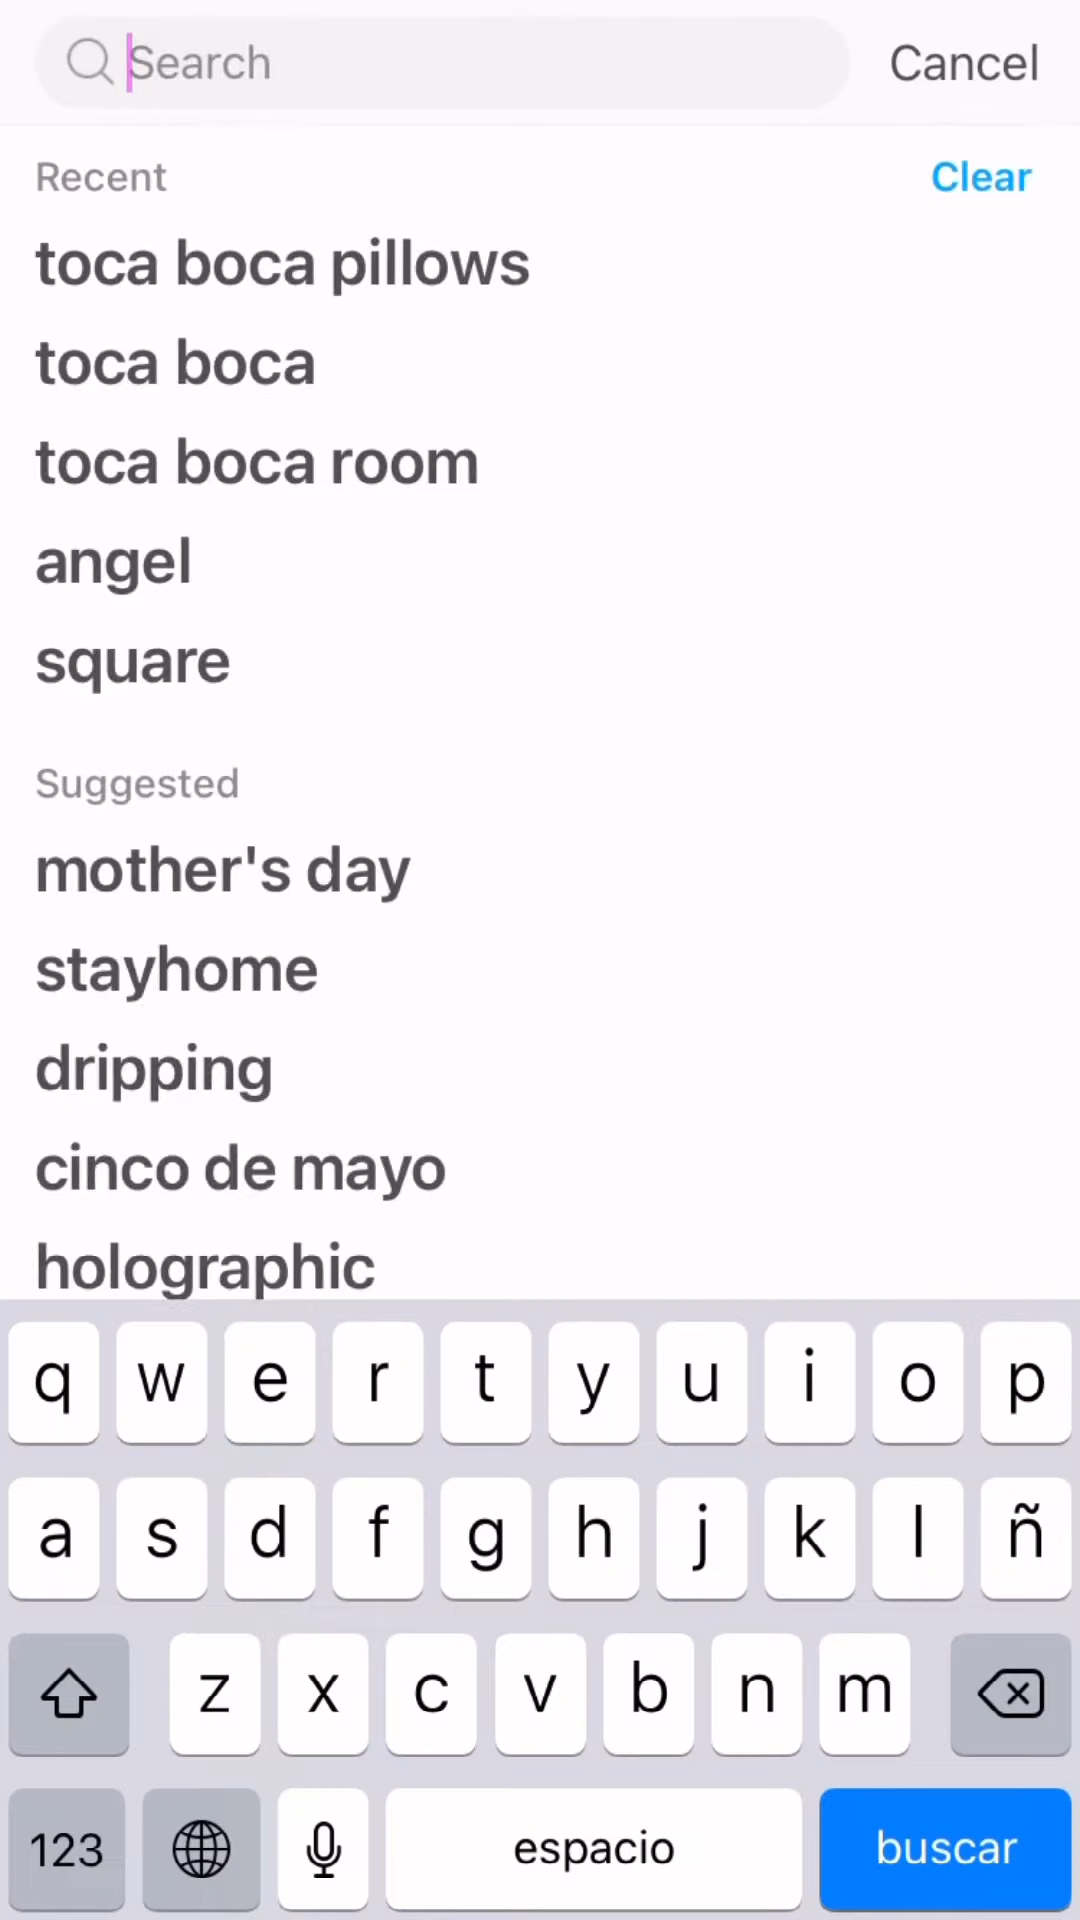 Search
Cancel
Recent
Clear
toca boca pillows
toca boca
toca boca room
angel
square
Suggested
mother's day
stayhome
dripping
cinco de mayo
holographic
q w e r t y u i o p
a s d f g h j k l ñ
z x c v b n m
123
espacio
buscar